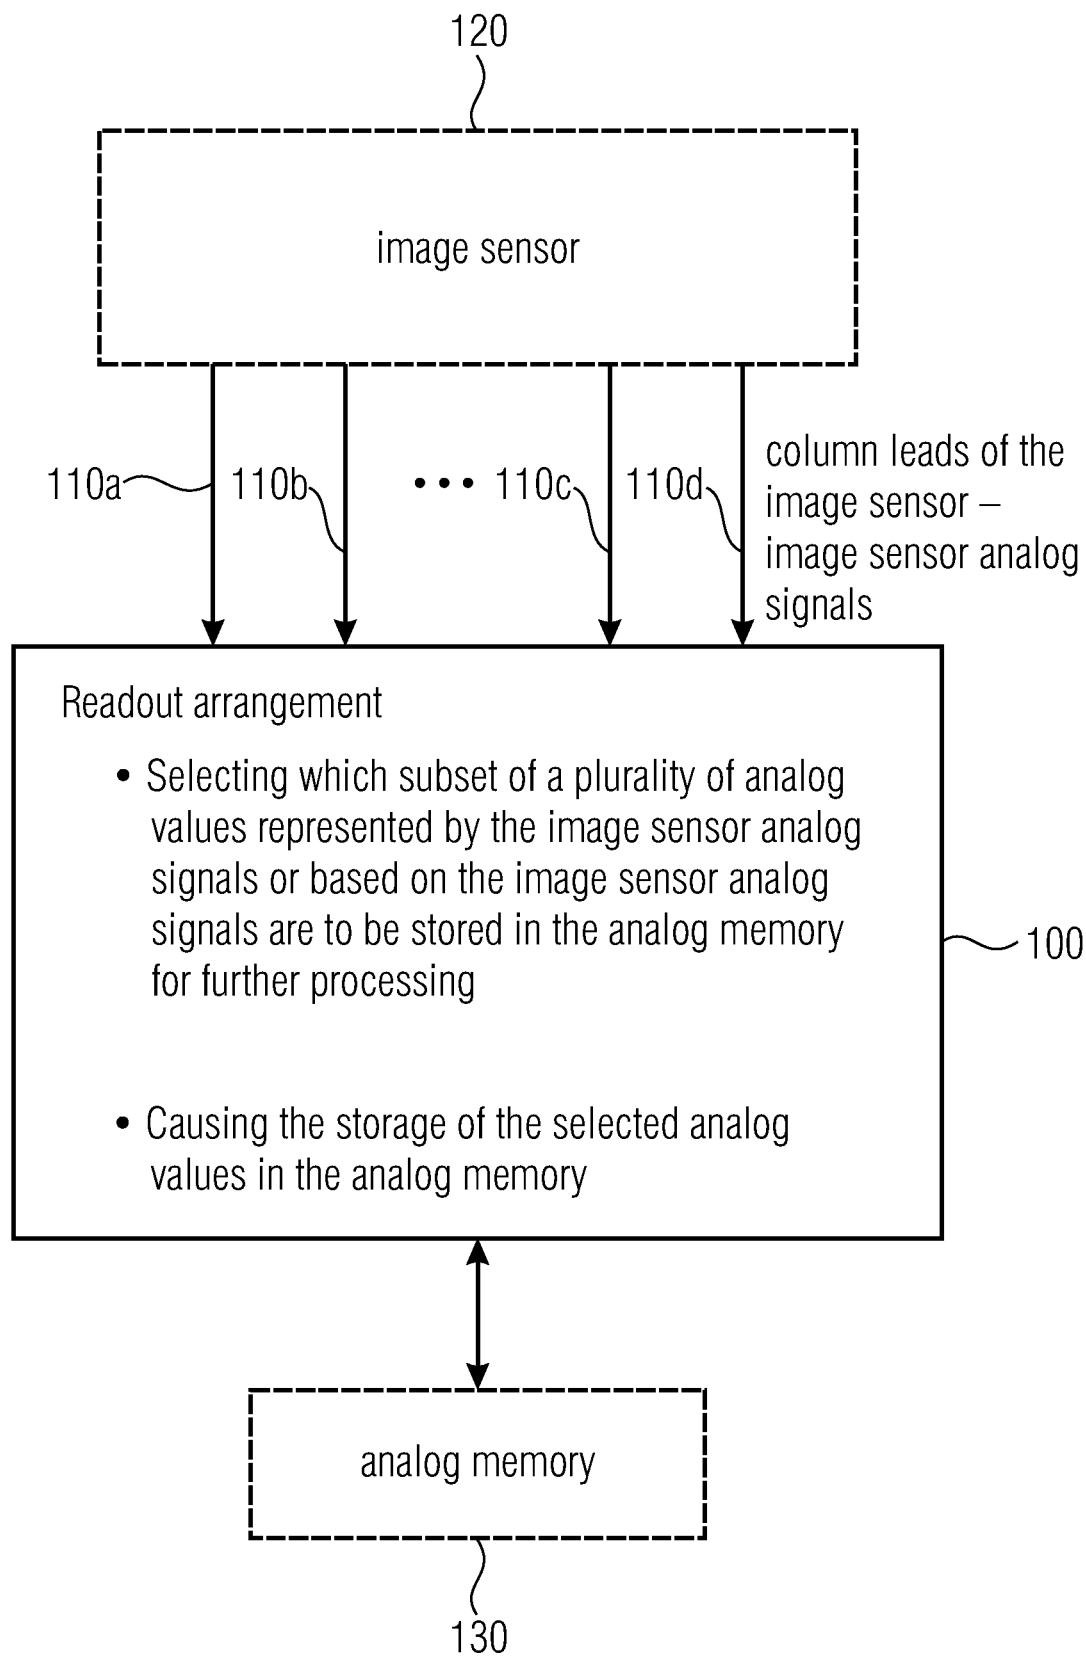 120
image sensor
110a
110b
110c
110d
column leads of the
image sensor –
image sensor analog
signals
Readout arrangement
• Selecting which subset of a plurality of analog
values represented by the image sensor analog
signals or based on the image sensor analog
signals are to be stored in the analog memory
for further processing
100
• Causing the storage of the selected analog
values in the analog memory
analog memory
130